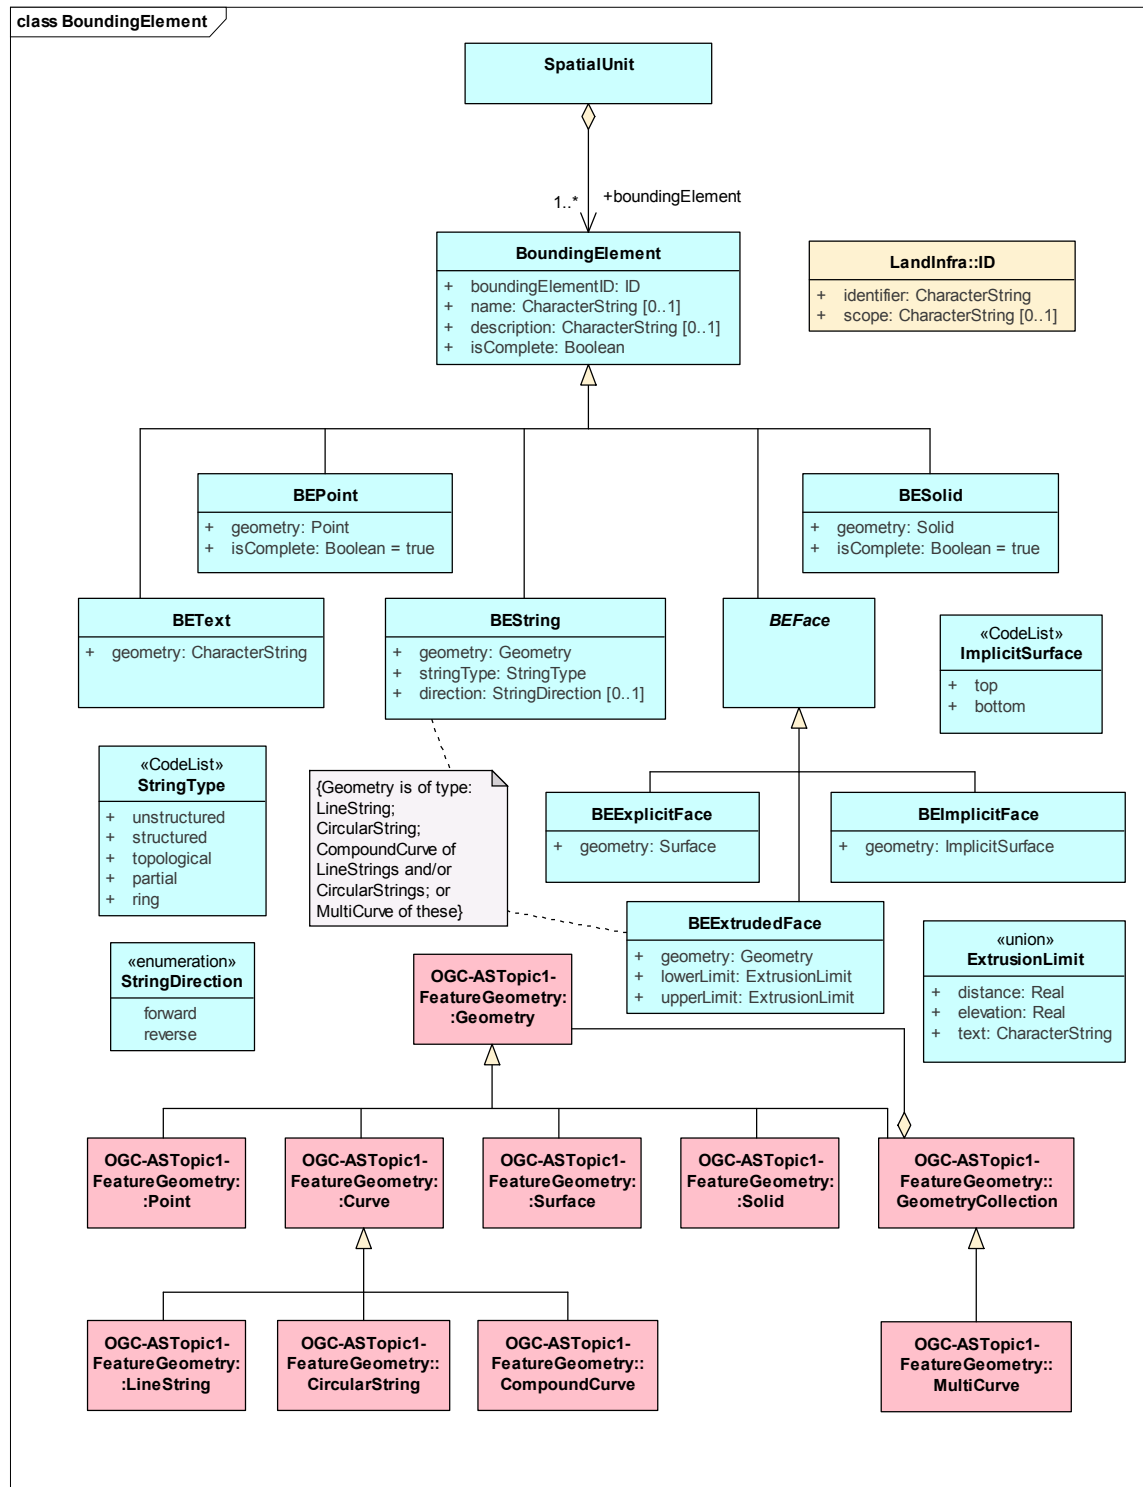 class BoundingElement
SpatialUnit
1..*
+boundingElement
BoundingElement
+ boundingElementID: ID
+ name: CharacterString [0..1]
+ description: CharacterString [0..1]
+ isComplete: Boolean
LandInfra::ID
+ identifier: CharacterString
+ scope: CharacterString [0..1]
BEPoint
+ geometry: Point
+ isComplete: Boolean = true
BESolid
+ geometry: Solid
+ isComplete: Boolean = true
BEText
+ geometry: CharacterString
BEString
+ geometry: Geometry
+ stringType: StringType
+ direction: StringDirection [0..1]
BEFace
«CodeList»
ImplicitSurface
+ top
+ bottom
«CodeList»
StringType
+ unstructured
+ structured
+ topological
+ partial
+ ring
{Geometry is of type:
LineString;
CircularString;
CompoundCurve of
LineStrings and/or
CircularStrings; or
MultiCurve of these}
BEExplicitFace
+ geometry: Surface
BEImplicitFace
+ geometry: ImplicitSurface
BEExtrudedFace
+ geometry: Geometry
+ lowerLimit: ExtrusionLimit
+ upperLimit: ExtrusionLimit
«union»
ExtrusionLimit
+ distance: Real
+ elevation: Real
+ text: CharacterString
«enumeration»
StringDirection
forward
reverse
OGC-ASTopic1-
FeatureGeometry:
:Geometry
OGC-ASTopic1-
FeatureGeometry:
:Point
OGC-ASTopic1-
FeatureGeometry:
:Curve
OGC-ASTopic1-
FeatureGeometry:
:Surface
OGC-ASTopic1-
FeatureGeometry:
:Solid
OGC-ASTopic1-
FeatureGeometry::
GeometryCollection
OGC-ASTopic1-
FeatureGeometry:
:LineString
OGC-ASTopic1-
FeatureGeometry::
CircularString
OGC-ASTopic1-
FeatureGeometry::
CompoundCurve
OGC-ASTopic1-
FeatureGeometry::
MultiCurve